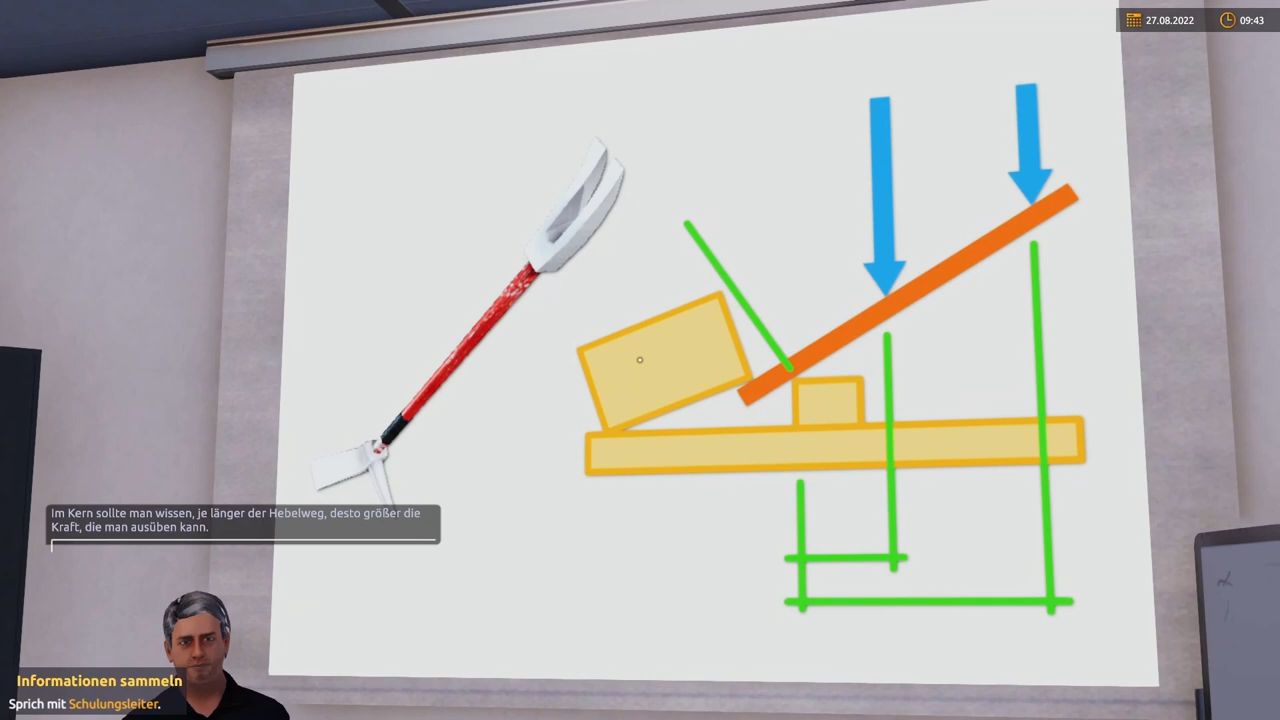 27.08.2022
09:43
Im Kern sollte man wissen, je länger der Hebelweg, desto größer die
Kraft, die man ausüben kann.
Informationen sammeln
Sprich mit Schulungsleiter.